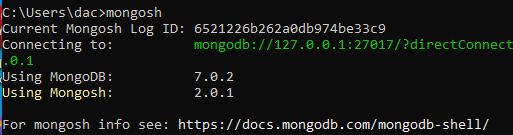 C:\Users\dac>mongosh
Current Mongosh Log ID: 6521226b262a0db974be33c9
Connecting to: mongodb://127.0.0.1:27017/?directConnect
.0.1
Using MongoDB: 7.0.2
Using Mongosh: 2.0.1
For mongosh info see: https://docs.mongodb.com/mongodb-shell/